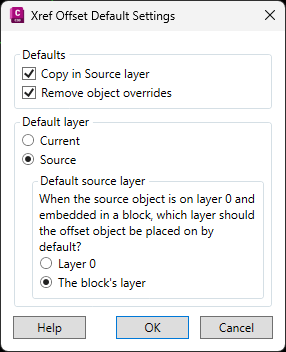 Xref Offset Default Settings
Defaults
Copy in Source layer
Remove object overrides
Default layer
Current
Source
Default source layer
When the source object is on layer 0 and
embedded in a block, which layer should
the offset object be placed on by
default?
Layer 0
The block's layer
Help
OK
Cancel